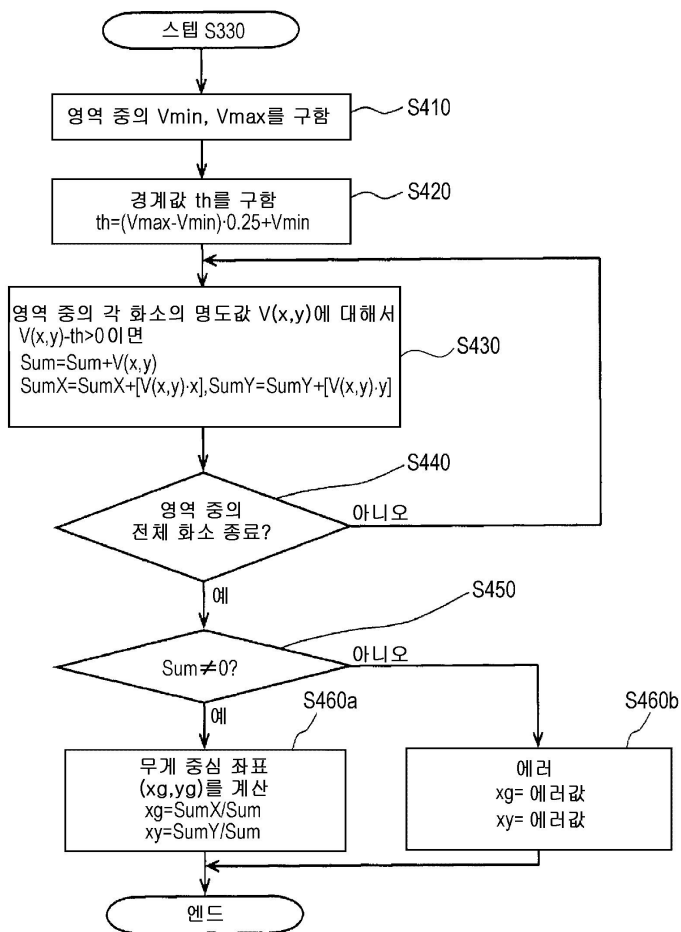 스텝 S330
영역 중의 Vmin, Vmax를 구함
S410
경계값 th를 구함
th=(Vmax-Vmin)·0.25+Vmin
S420
영역 중의 각 화소의 명도값 V(x,y)에 대해서
V(x,y)-th>0이면
Sum=Sum+V(x,y)
SumX=SumX+[V(x,y)·x],SumY=SumY+[V(x,y)·y]
S430
S440
영역 중의
전체 화소 종료?
아니오
예
S450
Sum≠0?
아니오
예
S460a
무게 중심 좌표
(xg,yg)를 계산
xg=SumX/Sum
xy=SumY/Sum
S460b
에러
xg= 에러값
xy= 에러값
엔드